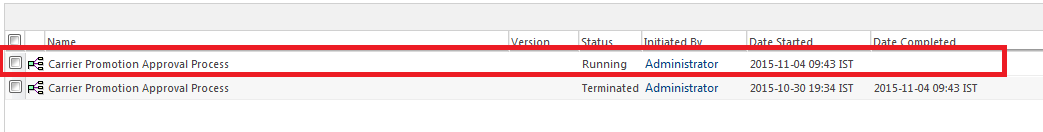 Name Version Status Initiated By Date Started Date Completed
Carrier Promotion Approval Process Running Administrator 2015-11-04 09:43 IST
Carrier Promotion Approval Process Terminated Administrator 2015-10-30 19:34 IST 2015-11-04 09:43 IST